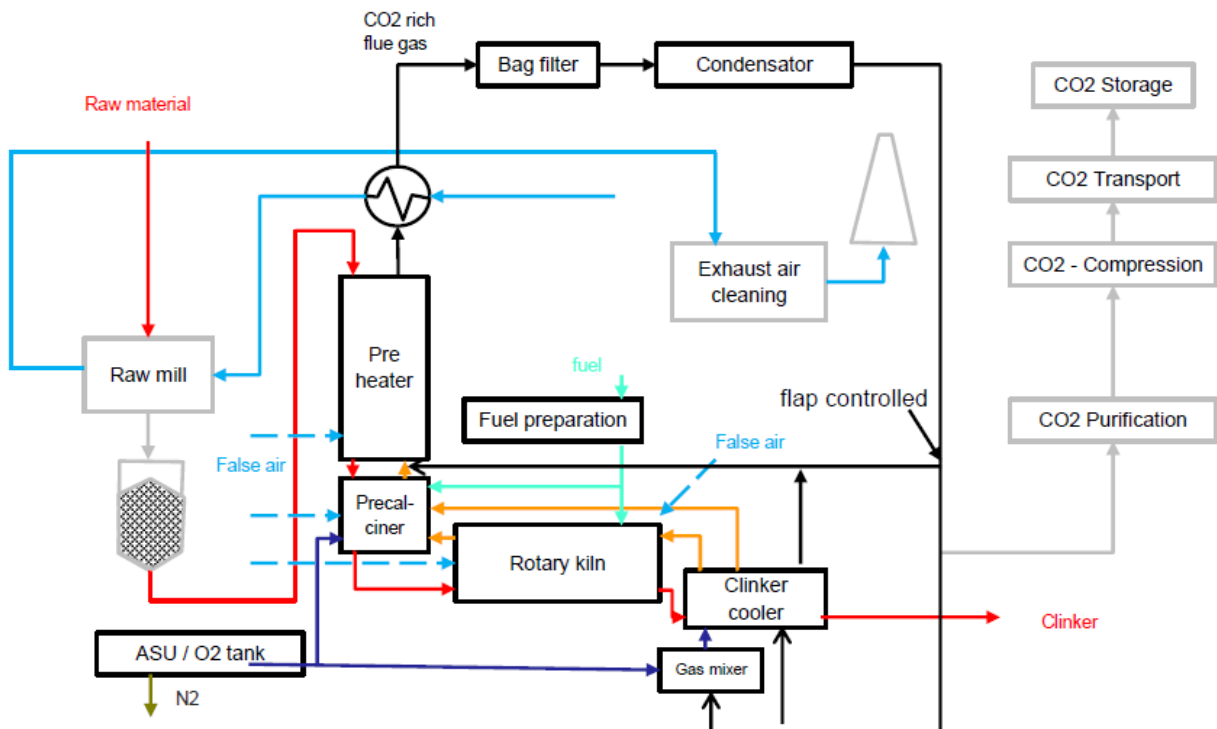 CO2 rich
flue gas
Bag filter
Condensator
CO2 Storage
Raw material
CO2 Transport
Exhaust air
cleaning
CO2 - Compression
Pre
heater
Raw mill
fuel
flap controlled
Fuel preparation
CO2 Purification
False air
False air
Precal-
ciner
Rotary kiln
Clinker
cooler
Clinker
ASU / O2 tank
Gas mixer
N2